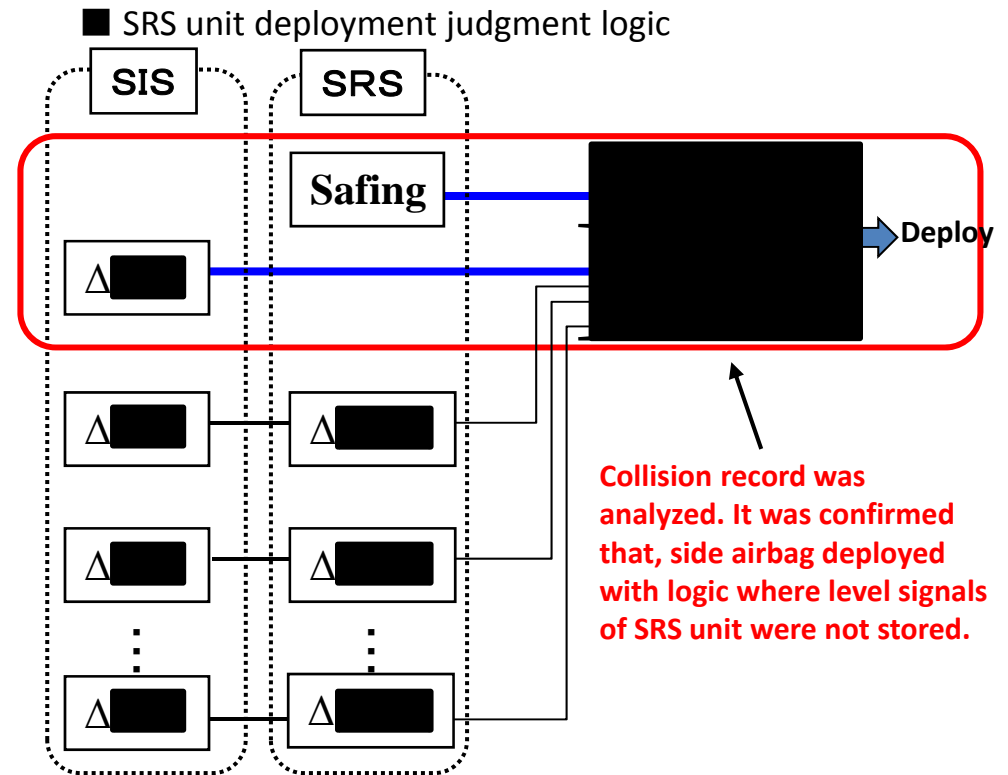 ■ SRS unit deployment judgment logic
SIS
SRS
Safing
Deploy
Δ
Δ
Δ
Δ
Δ
Δ
Δ
Collision record was
analyzed. It was confirmed
that, side airbag deployed
with logic where level signals
of SRS unit were not stored.